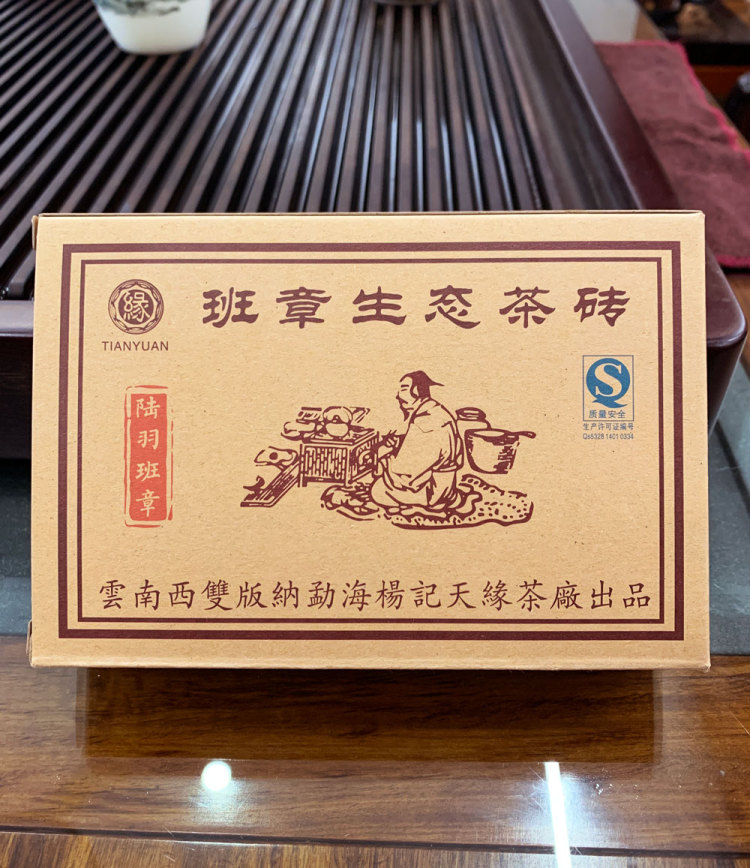 緣
TIANYUAN
班章生态茶砖
陆羽班章
质量安全
生产许可证编号
QS5328 1401 0334
雲南西雙版納勐海楊記天緣茶廠出品